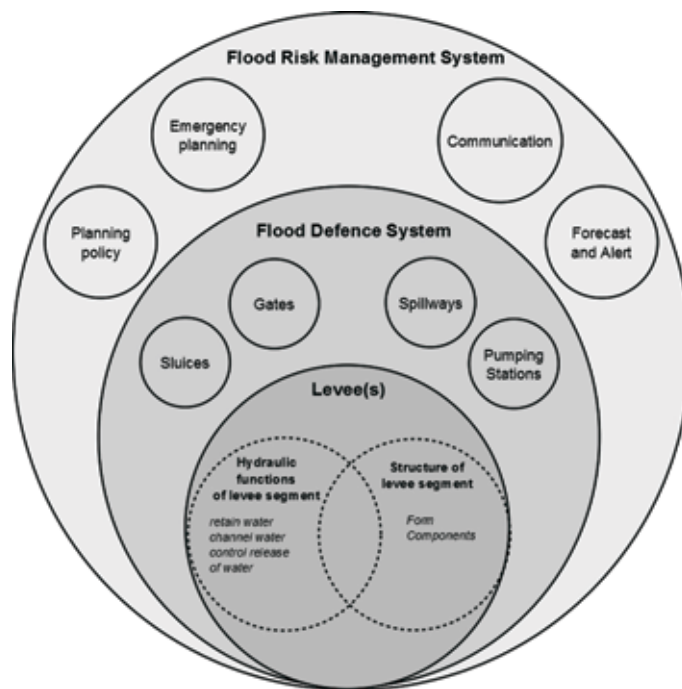 Flood Risk Management System
Emergency
planning
Communication
Planning
policy
Forecast
and Alert
Flood Defence System
Gates
Spillways
Sluices
Pumping
Stations
Levee(s)
Hydraulic
functions
of levee segment
retain water
channel water
control release
of water
Structure of
levee segment
Form
Components